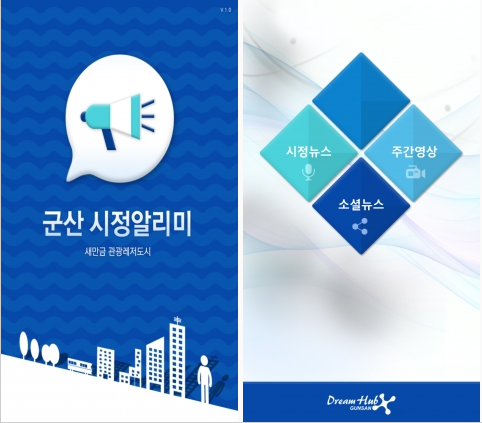 V 1.0
군산 시정알리미
새만금 관광레저도시
시정뉴스
주간영상
소셜뉴스
Dream Hub
GUNSAN